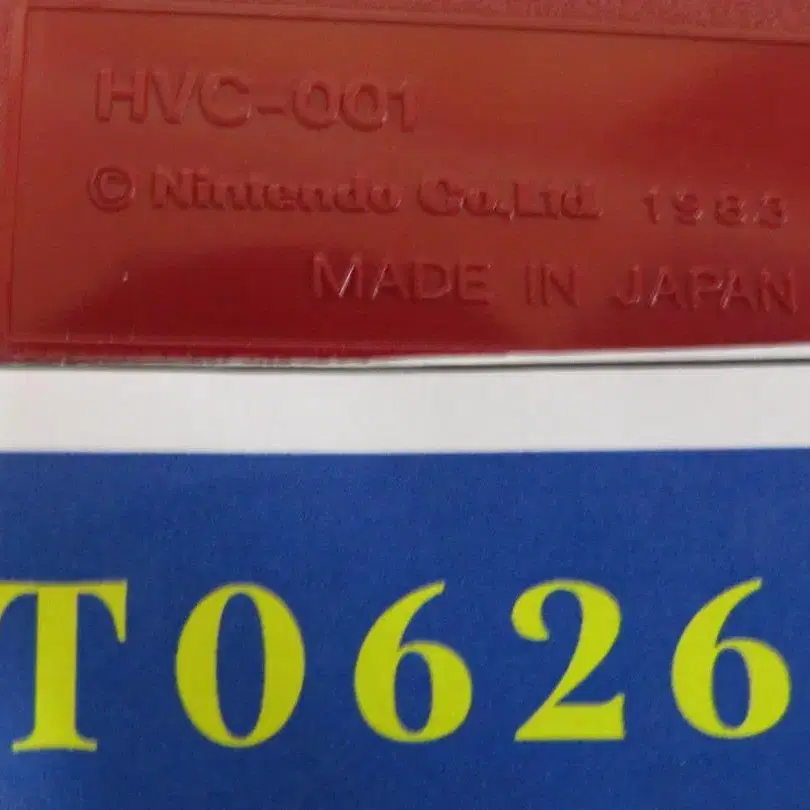 HVC-001
© Nintendo Co.,Ltd. 1983
MADE IN JAPAN
T0626